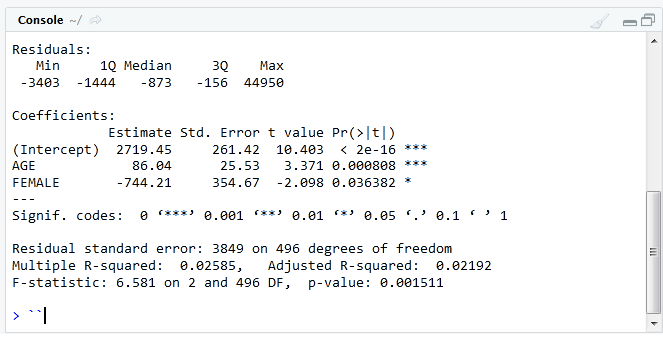 Console ~/
Residuals:
   Min     1Q Median     3Q    Max
 -3403  -1444   -873   -156  44950
Coefficients:
            Estimate Std. Error t value Pr(>|t|)
(Intercept)  2719.45     261.42  10.403  < 2e-16 ***
AGE            86.04      25.53   3.371 0.000808 ***
FEMALE       -744.21     354.67  -2.098 0.036382 *
---
Signif. codes:  0 ‘***’ 0.001 ‘**’ 0.01 ‘*’ 0.05 ‘.’ 0.1 ‘ ’ 1
Residual standard error: 3849 on 496 degrees of freedom
Multiple R-squared:  0.02585,	Adjusted R-squared:  0.02192
F-statistic: 6.581 on 2 and 496 DF,  p-value: 0.001511
> ``